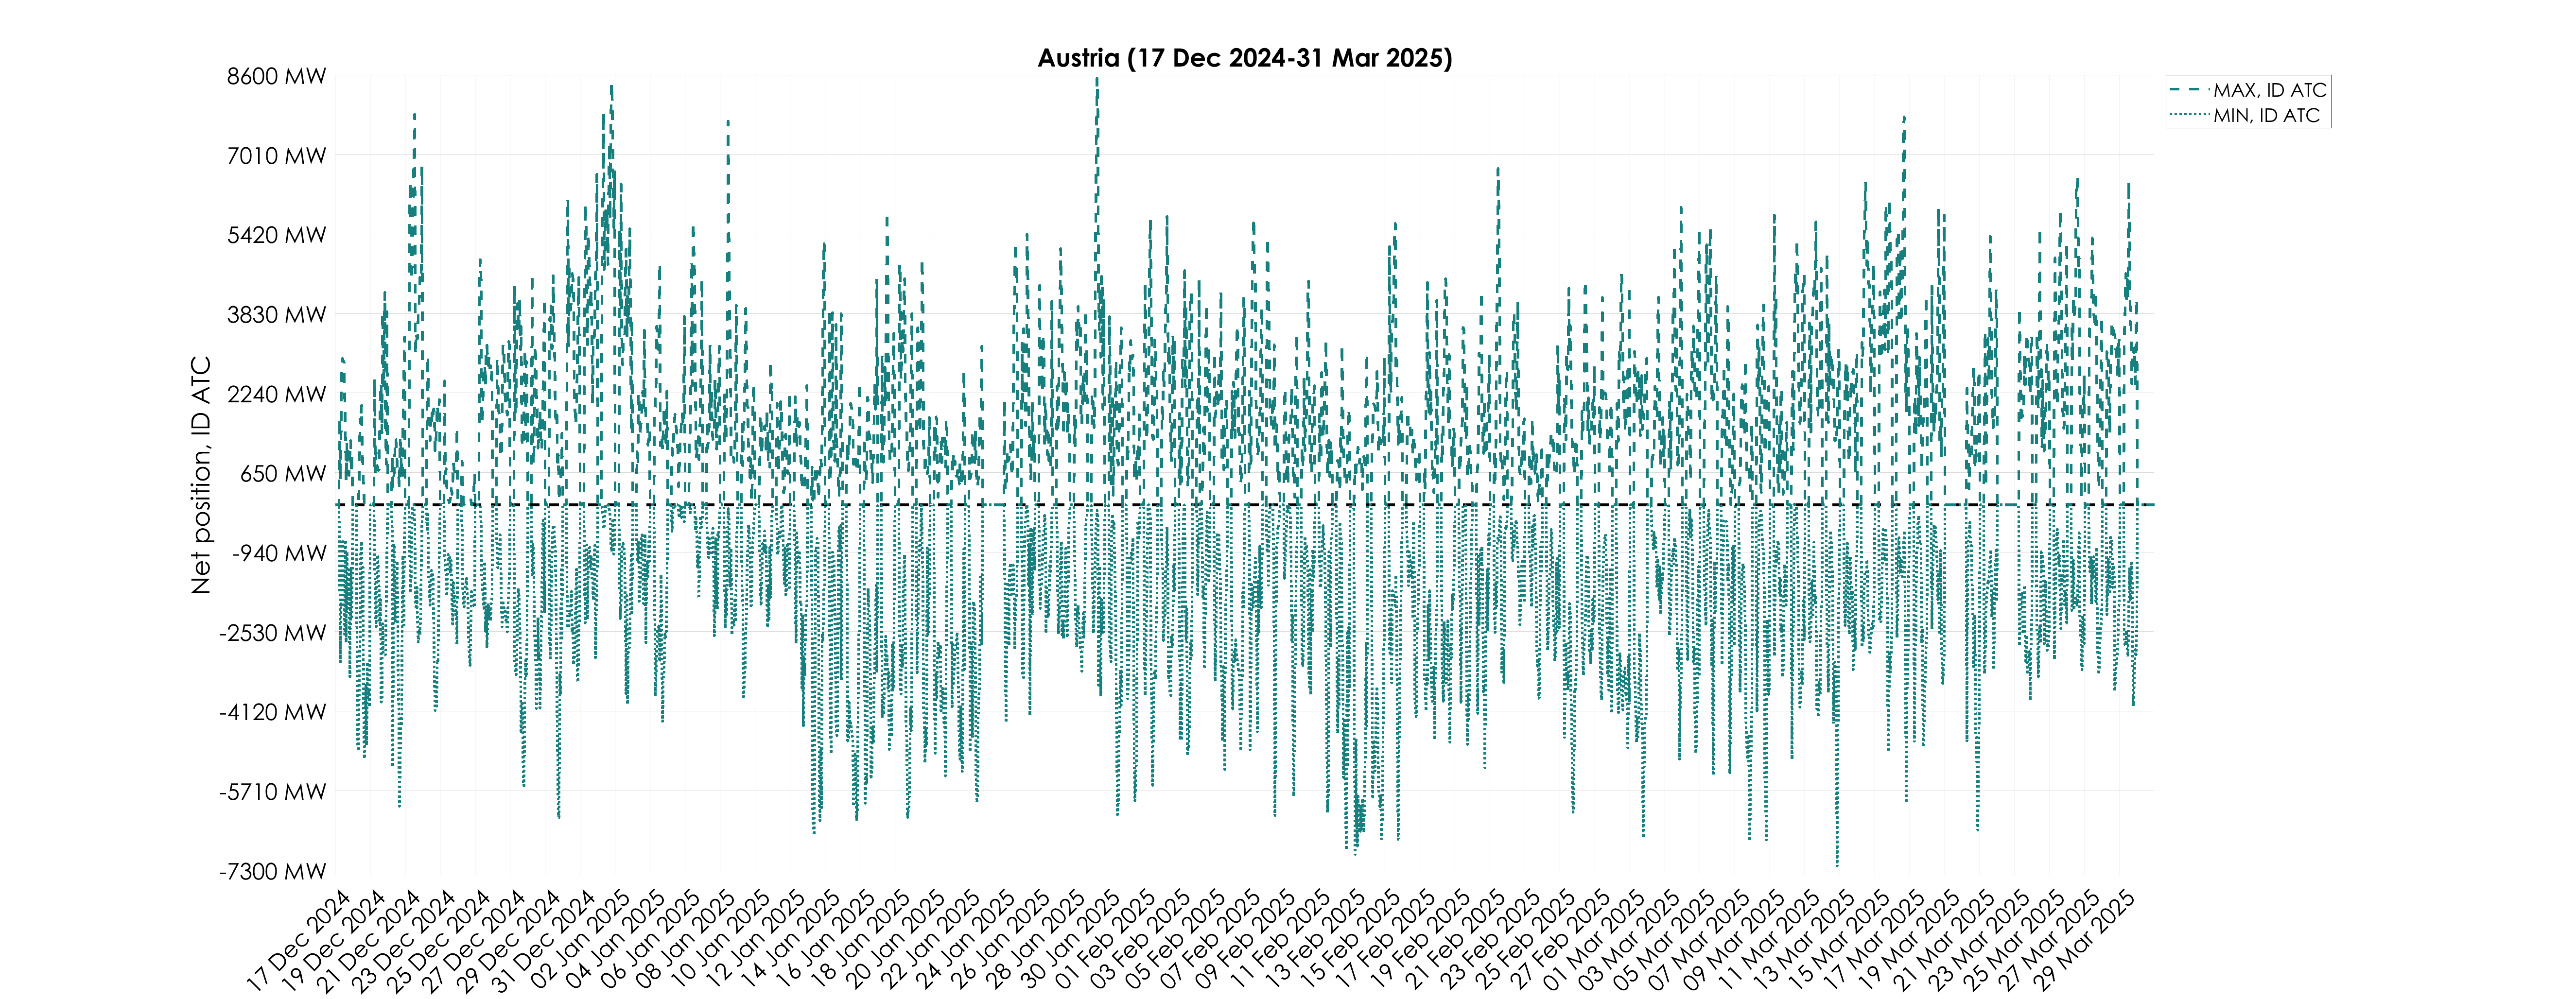 Austria (17 Dec 2024-31 Mar 2025)
8600 MW
7010 MW
5420 MW
3830 MW
2240 MW
650 MW
-940 MW
-2530 MW
-4120 MW
-5710 MW
-7300 MW
Net position, ID ATC
MAX, ID ATC
MIN, ID ATC
17 Dec 2024
19 Dec 2024
21 Dec 2024
23 Dec 2024
25 Dec 2024
27 Dec 2024
29 Dec 2024
31 Dec 2024
02 Jan 2025
04 Jan 2025
06 Jan 2025
08 Jan 2025
10 Jan 2025
12 Jan 2025
14 Jan 2025
16 Jan 2025
18 Jan 2025
20 Jan 2025
22 Jan 2025
24 Jan 2025
26 Jan 2025
28 Jan 2025
30 Jan 2025
01 Feb 2025
03 Feb 2025
05 Feb 2025
07 Feb 2025
09 Feb 2025
11 Feb 2025
13 Feb 2025
15 Feb 2025
17 Feb 2025
19 Feb 2025
21 Feb 2025
23 Feb 2025
25 Feb 2025
27 Feb 2025
01 Mar 2025
03 Mar 2025
05 Mar 2025
07 Mar 2025
09 Mar 2025
11 Mar 2025
13 Mar 2025
15 Mar 2025
17 Mar 2025
19 Mar 2025
21 Mar 2025
23 Mar 2025
25 Mar 2025
27 Mar 2025
29 Mar 2025